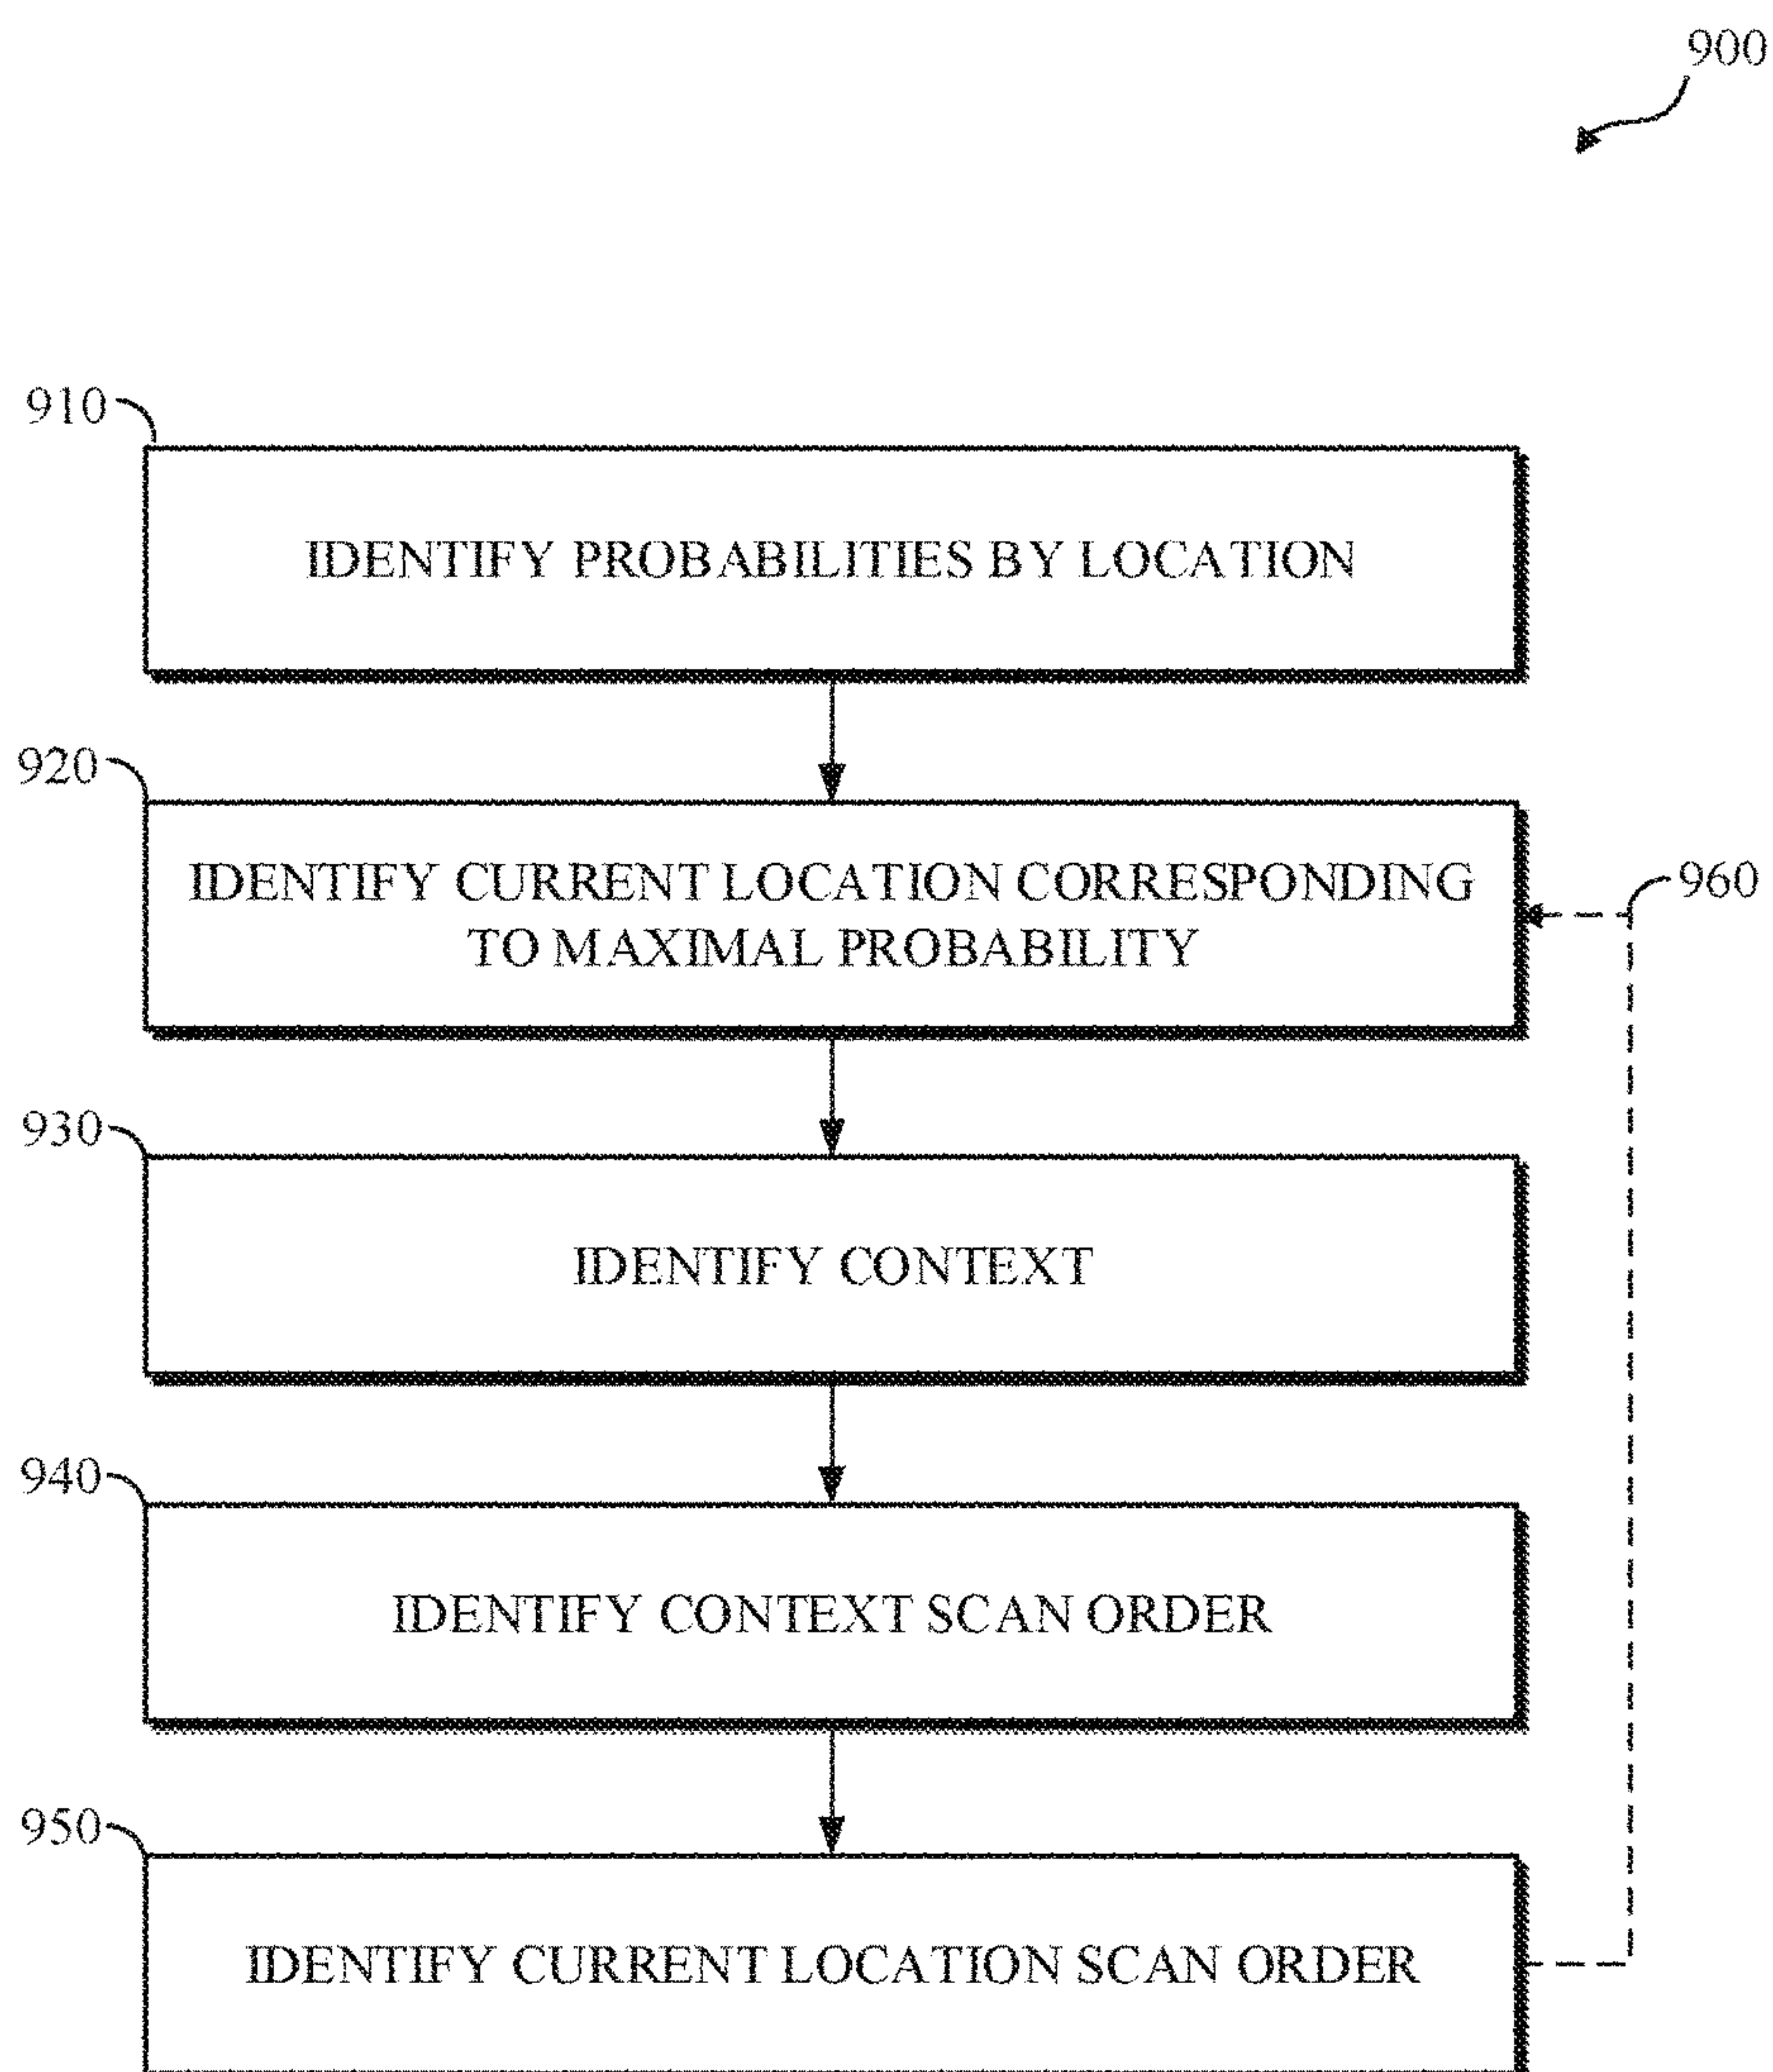 900
910
IDENTIFY PROBABILITIES BY LOCATION
920
IDENTIFY CURRENT LOCATION CORRESPONDING
TO MAXIMAL PROBABILITY
960
930
IDENTIFY CONTEXT
940
IDENTIFY CONTEXT SCAN ORDER
950
IDENTIFY CURRENT LOCATION SCAN ORDER